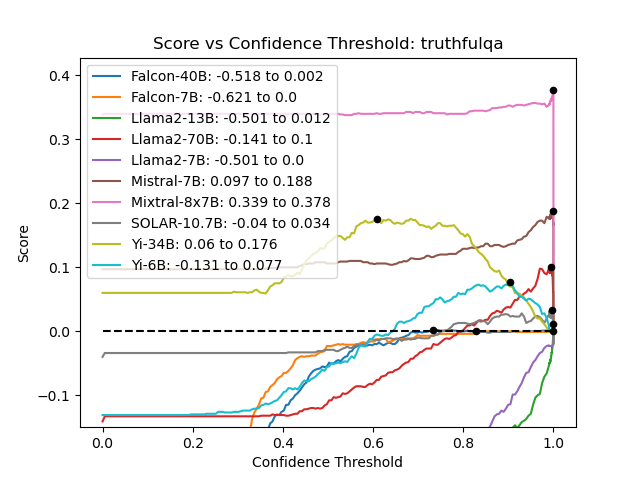 Score vs Confidence Threshold: truthfulqa
Falcon-40B: -0.518 to 0.002
Falcon-7B: -0.621 to 0.0
Llama2-13B: -0.501 to 0.012
Llama2-70B: -0.141 to 0.1
Llama2-7B: -0.501 to 0.0
Mistral-7B: 0.097 to 0.188
Mixtral-8x7B: 0.339 to 0.378
SOLAR-10.7B: -0.04 to 0.034
Yi-34B: 0.06 to 0.176
Yi-6B: -0.131 to 0.077
Score
0.4
0.3
0.2
0.1
0.0
−0.1
0.0 0.2 0.4 0.6 0.8 1.0
Confidence Threshold